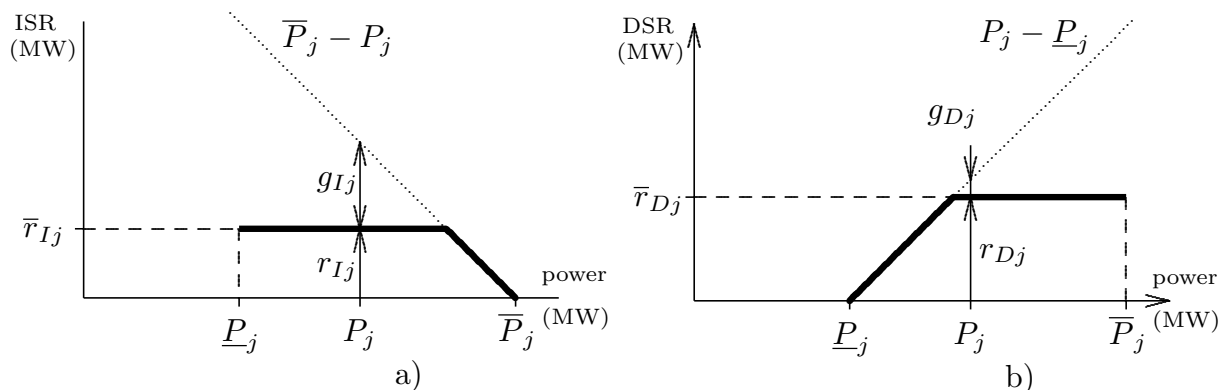 ISR
(MW)
P̅_j − P_j
g_Ij
r̅_Ij
r_Ij
power
(MW)
P̲_j
P_j
P̅_j
a)
DSR
(MW)
P_j − P̲_j
g_Dj
r̅_Dj
r_Dj
power
(MW)
P̲_j
P_j
P̅_j
b)